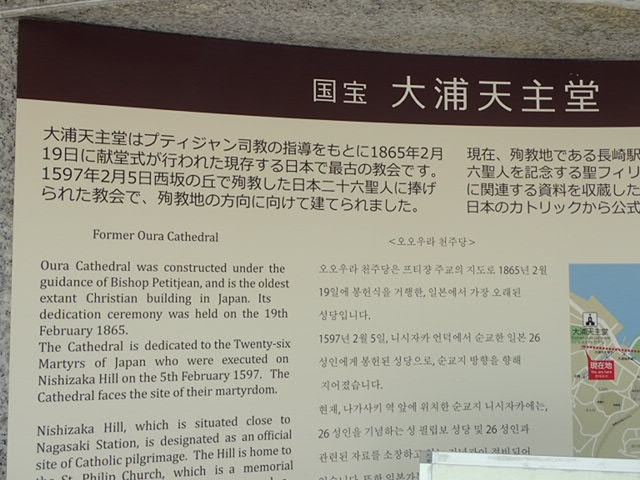 国宝 大浦天主堂
大浦天主堂はプティジャン司教の指導をもとに1865年2月
19日に献堂式が行われた現存する日本で最古の教会です。
1597年2月5日西坂の丘で殉教した日本二十六聖人に捧げ
られた教会で、殉教地の方向に向けて建てられました。
現在、殉教地である長崎駅
六聖人を記念する聖フィリ
に関連する資料を収蔵した
日本のカトリックから公式
Former Oura Cathedral
Oura Cathedral was constructed under the
guidance of Bishop Petitjean, and is the oldest
extant Christian building in Japan. Its
dedication ceremony was held on the 19th
February 1865.
The Cathedral is dedicated to the Twenty-six
Martyrs of Japan who were executed on
Nishizaka Hill on the 5th February 1597. The
Cathedral faces the site of their martyrdom.
Nishizaka Hill, which is situated close to
Nagasaki Station, is designated as an official
site of Catholic pilgrimage. The Hill is home to
the St. Philip Church, which is a memorial
<오오우라 천주당>
오오우라 천주당은 프티장 주교의 지도로 1865년 2월
19일에 봉헌식을 거행한, 일본에서 가장 오래된
성당입니다.
1597년 2월 5일, 니시자카 언덕에서 순교한 일본 26
성인에게 봉헌된 성당으로, 순교지 방향을 향해
지어졌습니다.
현재, 나가사키 역 앞에 위치한 순교지 니시자카에는,
26 성인을 기념하는 성 필립보 성당 및 26 성인과
관련된 자료를 소장하고
大浦天主堂
現在地